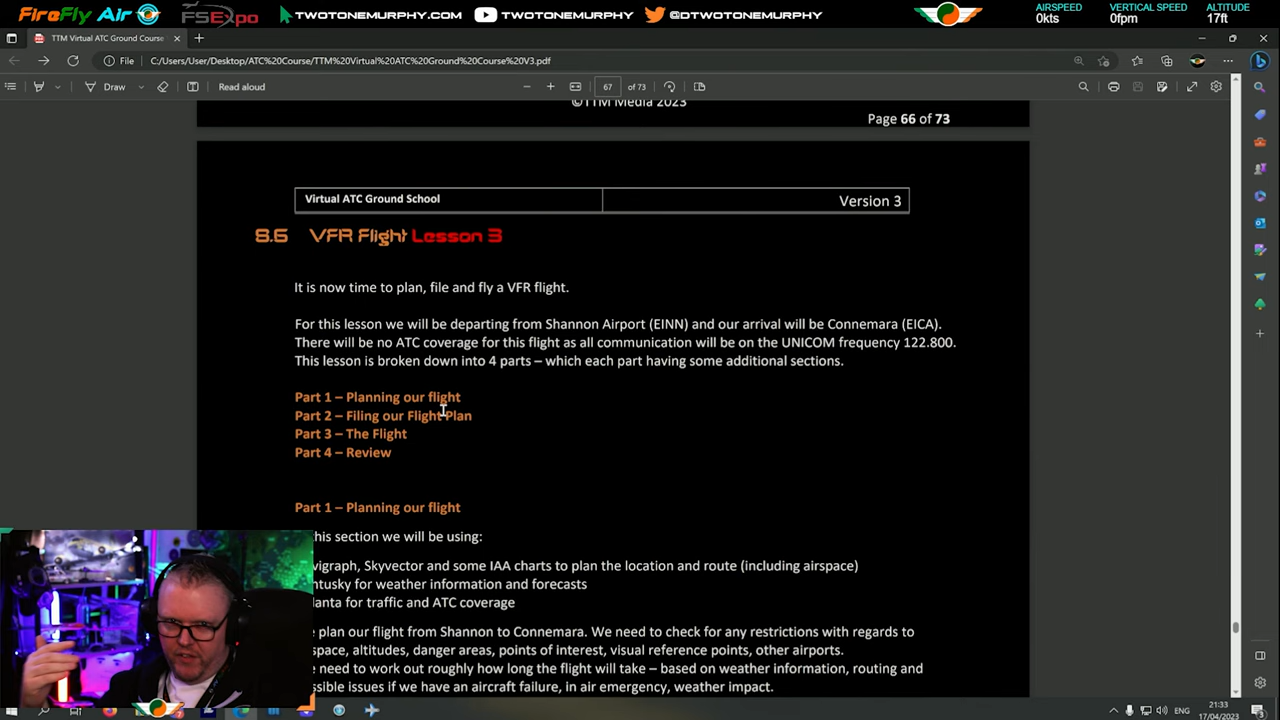 FireFly Air FSExpo TWOTONEMURPHY.COM TWOTONEMURPHY @DTWOTONEMURPHY AIRSPEED 0kts VERTICAL SPEED 0fpm ALTITUDE 17ft
TTM Virtual ATC Ground Course
File C:/Users/User/Desktop/ATC%20Course/TTM%20Virtual%20ATC%20Ground%20Course%20V3.pdf
Draw Read aloud 67 of 73
©TTM Media 2023
Page 66 of 73
Virtual ATC Ground School Version 3
8.6 VFR Flight Lesson 3
It is now time to plan, file and fly a VFR flight.
For this lesson we will be departing from Shannon Airport (EINN) and our arrival will be Connemara (EICA).
There will be no ATC coverage for this flight as all communication will be on the UNICOM frequency 122.800.
This lesson is broken down into 4 parts – which each part having some additional sections.
Part 1 – Planning our flight
Part 2 – Filing our Flight Plan
Part 3 – The Flight
Part 4 – Review
Part 1 – Planning our flight
this section we will be using:
vigraph, Skyvector and some IAA charts to plan the location and route (including airspace)
ntusky for weather information and forecasts
lanta for traffic and ATC coverage
e plan our flight from Shannon to Connemara. We need to check for any restrictions with regards to
space, altitudes, danger areas, points of interest, visual reference points, other airports.
e need to work out roughly how long the flight will take – based on weather information, routing and
ssible issues if we have an aircraft failure, in air emergency, weather impact.
ENG
21:33
17/04/2023